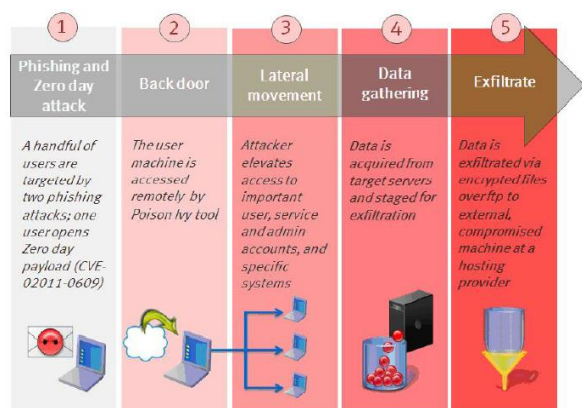 1
2
3
4
5
Phishing and
Zero day
attack
Back door
Lateral
movement
Data
gathering
Exfiltrate
A handful of
users are
targeted by
two phishing
attacks; one
user opens
Zero day
payload (CVE-
02011-0609)
The user
machine is
accessed
remotely by
Poison Ivy tool
Attacker
elevates access
to
important
user, service
and admin
accounts, and
specific
systems
Data is
acquired from
target servers
and staged for
exfiltration
Data is
exfiltrated via
encrypted files
over ftp to
external,
compromised
machine at a
hosting
provider